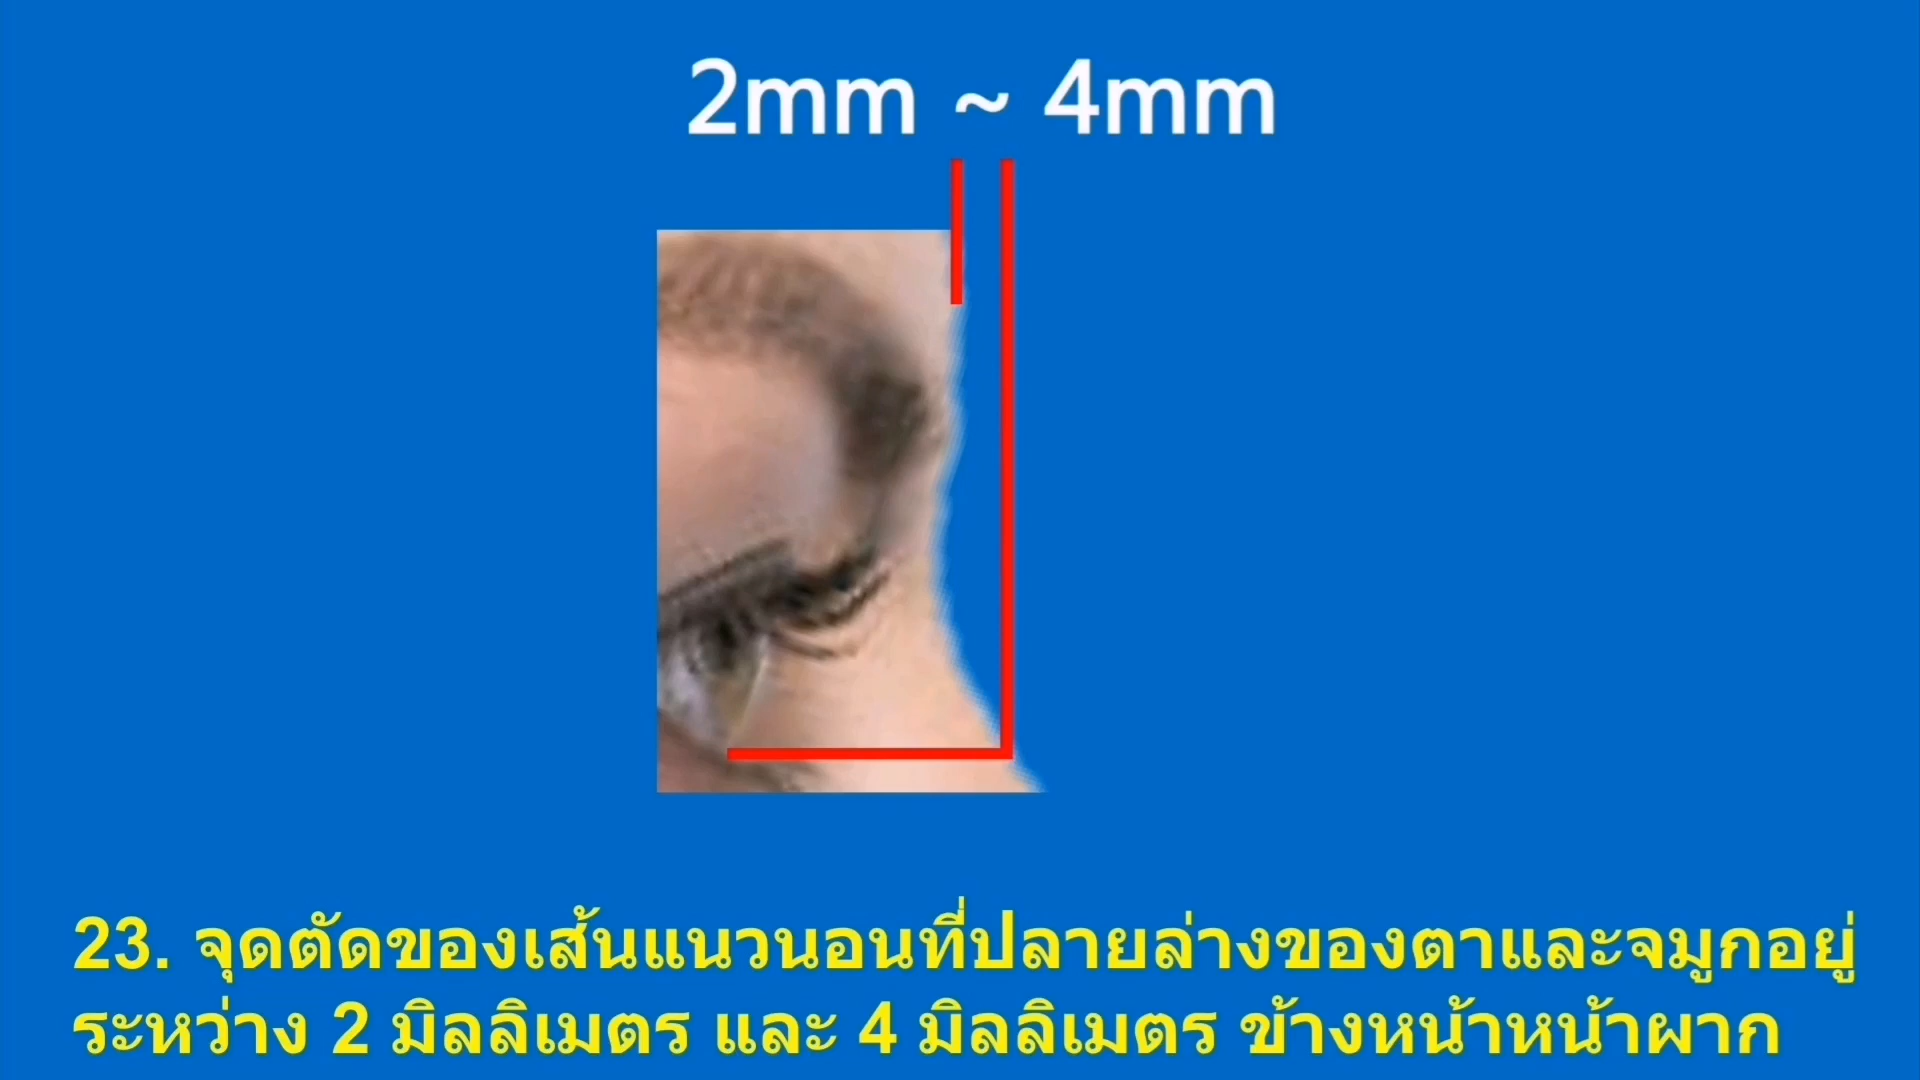 2mm ~ 4mm
23. จุดตัดของเส้นแนวนอนที่ปลายล่างของตาและจมูกอยู่
ระหว่าง 2 มิลลิเมตร และ 4 มิลลิเมตร ข้างหน้าหน้าผาก